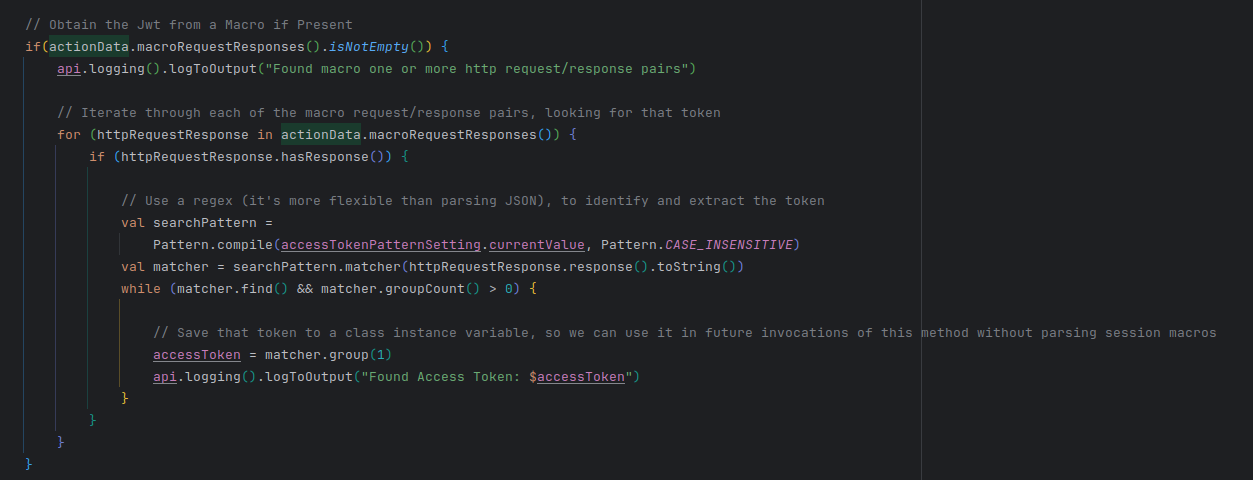 // Obtain the Jwt from a Macro if Present
if(actionData.macroRequestResponses().isNotEmpty()) {
api.logging().logToOutput("Found macro one or more http request/response pairs")
// Iterate through each of the macro request/response pairs, looking for that token
for (httpRequestResponse in actionData.macroRequestResponses()) {
if (httpRequestResponse.hasResponse()) {
// Use a regex (it's more flexible than parsing JSON), to identify and extract the token
val searchPattern =
Pattern.compile(accessTokenPatternSetting.currentValue, Pattern.CASE_INSENSITIVE)
val matcher = searchPattern.matcher(httpRequestResponse.response().toString())
while (matcher.find() && matcher.groupCount() > 0) {
// Save that token to a class instance variable, so we can use it in future invocations of this method without parsing session macros
accessToken = matcher.group(1)
api.logging().logToOutput("Found Access Token: $accessToken")
}
}
}
}